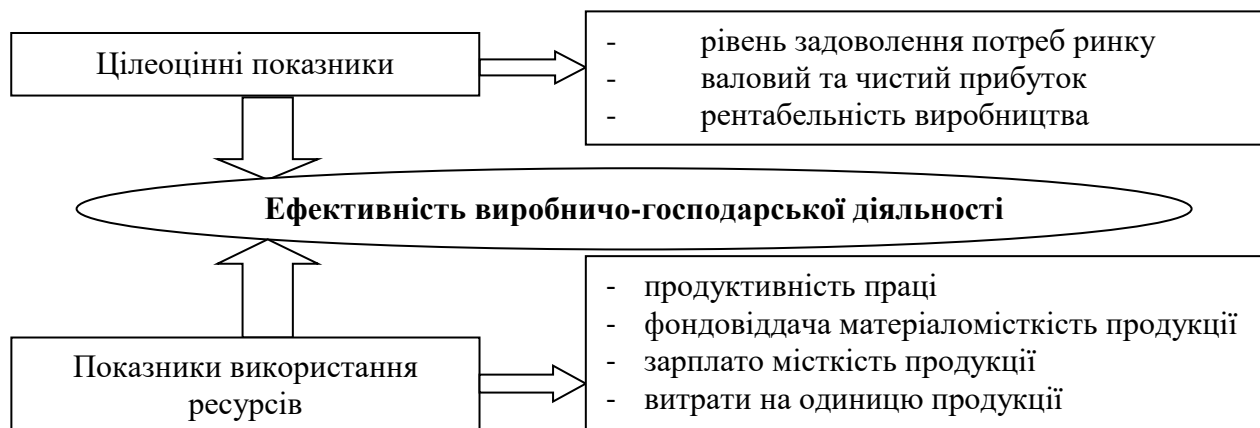 Цілеоцінні показники
- рівень задоволення потреб ринку
- валовий та чистий прибуток
- рентабельність виробництва
Ефективність виробничо-господарської діяльності
Показники використання
ресурсів
- продуктивність праці
- фондовіддача матеріаломісткість продукції
- зарплато місткість продукції
- витрати на одиницю продукції